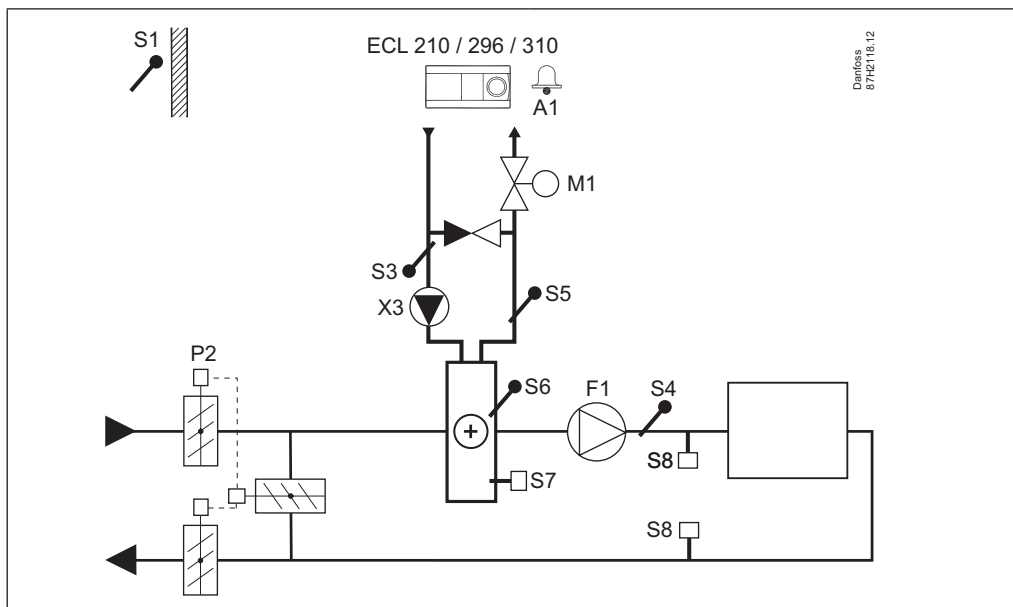 S1
ECL 210 / 296 / 310
Danfoss
87H2118.12
A1
M1
S3
S5
X3
P2
S6
F1
S4
S8
S7
S8